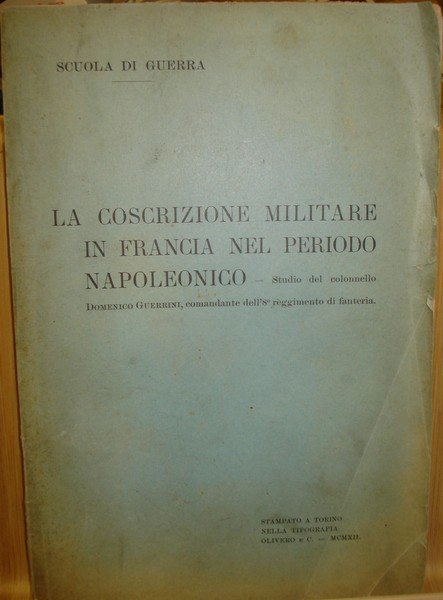 SCUOLA DI GUERRA
LA COSCRIZIONE MILITARE
IN FRANCIA NEL PERIODO
NAPOLEONICO — Studio del colonnello
DOMENICO GUERRINI, comandante dell'8º reggimento di fanteria.
STAMPATO A TORINO
NELLA TIPOGRAFIA
OLIVERO E C. — MCMXII.